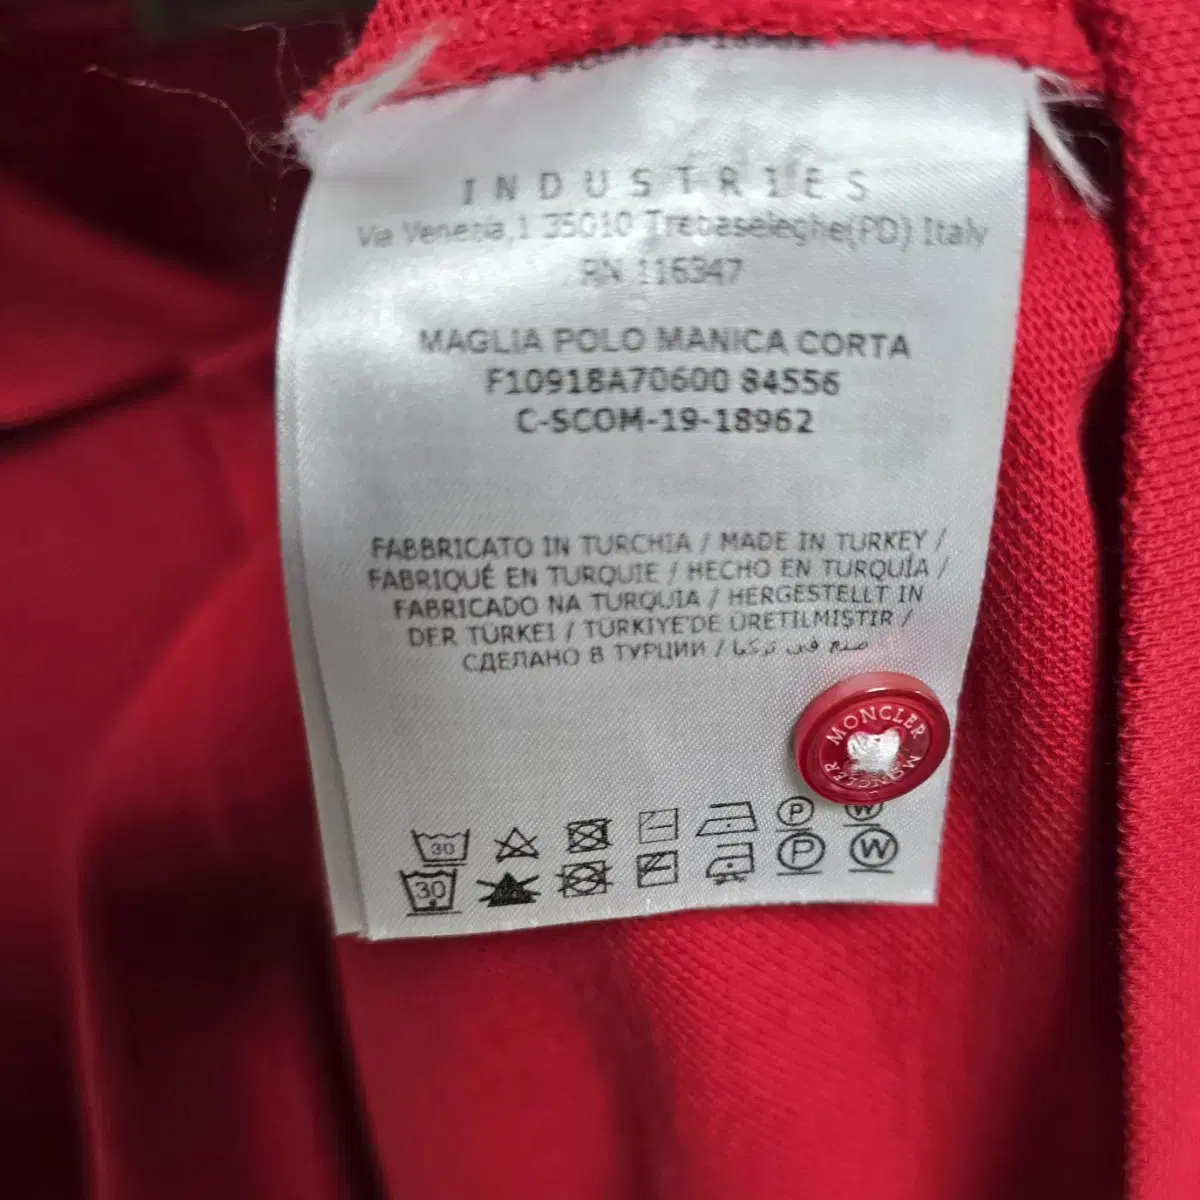 INDUSTRIES
Via Venezia,1 35010 Trebaseleghe(PD) Italy
RN 116347
MAGLIA POLO MANICA CORTA
F10918A70600 84556
C-SCOM-19-18962
FABBRICATO IN TURCHIA / MADE IN TURKEY /
FABRIQUÉ EN TURQUIE / HECHO EN TURQUÍA /
FABRICADO NA TURQUIA / HERGESTELLT IN
DER TÜRKEI / TÜRKIYE'DE ÜRETILMIŞTIR /
СДЕЛАНО В ТУРЦИИ / صنع في تركيا
MONCLER
MONCLER
30 P W
30 P W